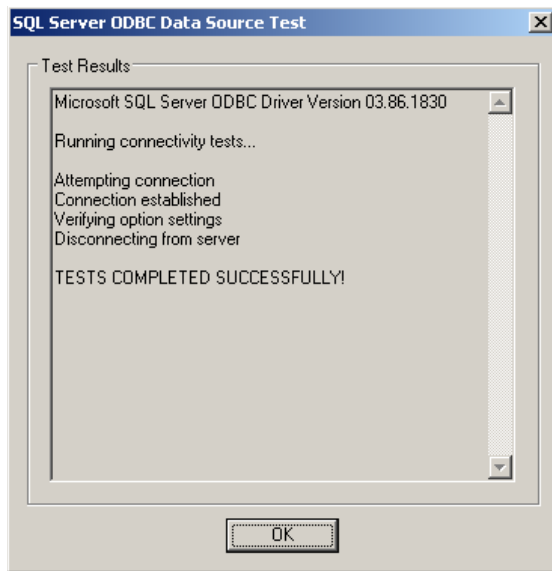 SQL Server ODBC Data Source Test
Test Results
Microsoft SQL Server ODBC Driver Version 03.86.1830
Running connectivity tests...
Attempting connection
Connection established
Verifying option settings
Disconnecting from server
TESTS COMPLETED SUCCESSFULLY!
OK